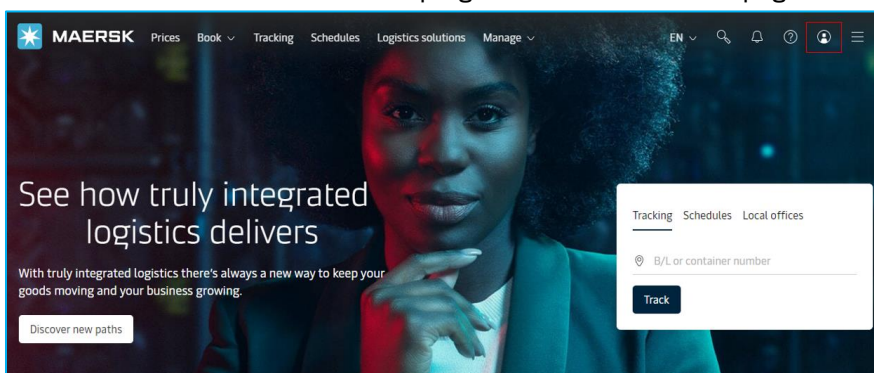 MAERSK Prices Book Tracking Schedules Logistics solutions Manage EN
See how truly integrated
logistics delivers
With truly integrated logistics there's always a new way to keep your
goods moving and your business growing.
Discover new paths
Tracking Schedules Local offices
B/L or container number
Track